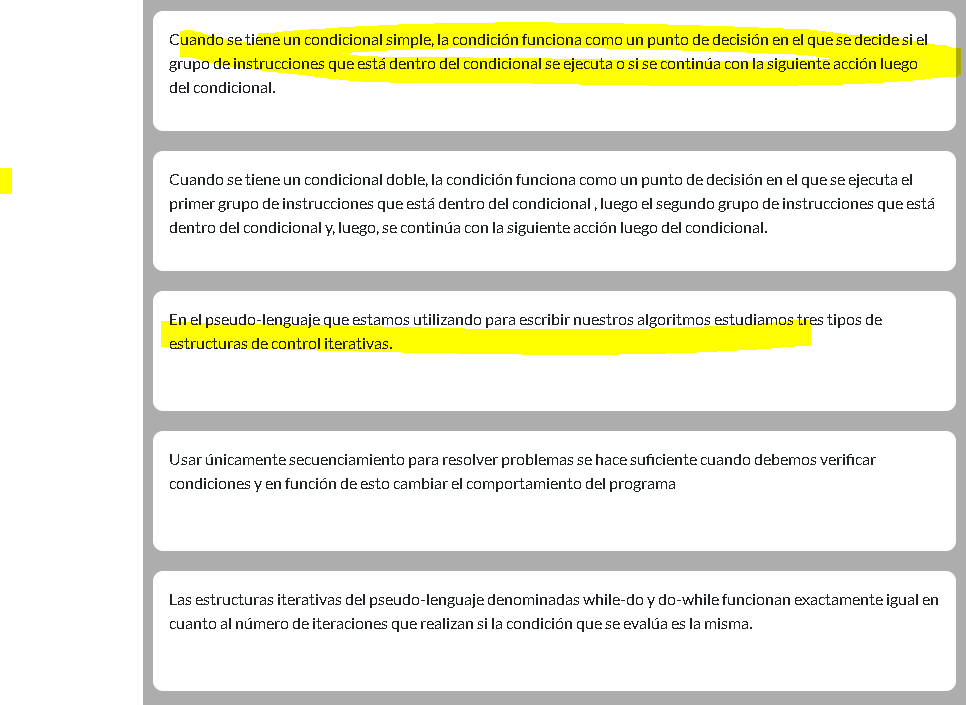 Cuando se tiene un condicional simple, la condición funciona como un punto de decisión en el que se decide si el
grupo de instrucciones que está dentro del condicional se ejecuta o si se continúa con la siguiente acción luego
del condicional.
Cuando se tiene un condicional doble, la condición funciona como un punto de decisión en el que se ejecuta el
primer grupo de instrucciones que está dentro del condicional , luego el segundo grupo de instrucciones que está
dentro del condicional y, luego, se continúa con la siguiente acción luego del condicional.
En el pseudo-lenguaje que estamos utilizando para escribir nuestros algoritmos estudiamos tres tipos de
estructuras de control iterativas.
Usar únicamente secuenciamiento para resolver problemas se hace suficiente cuando debemos verificar
condiciones y en función de esto cambiar el comportamiento del programa
Las estructuras iterativas del pseudo-lenguaje denominadas while-do y do-while funcionan exactamente igual en
cuanto al número de iteraciones que realizan si la condición que se evalúa es la misma.